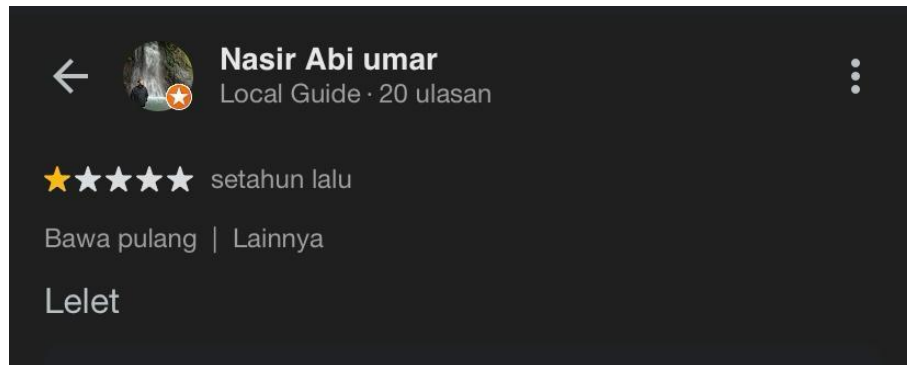 Nasir Abi umar
Local Guide · 20 ulasan
setahun lalu
Bawa pulang | Lainnya
Lelet